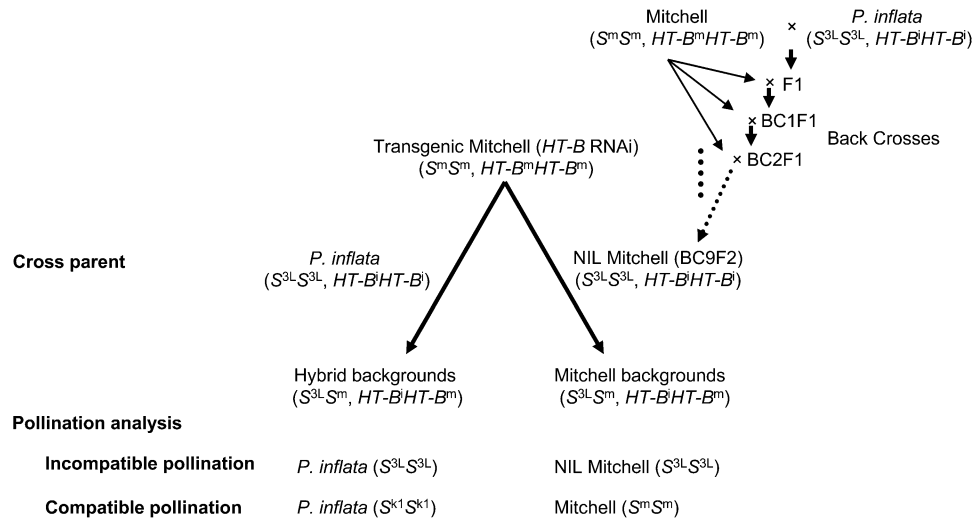 Mitchell × P. inflata
(SᵐSᵐ, HT-BᵐHT-Bᵐ) (S³ᴸS³ᴸ, HT-BⁱHT-Bⁱ)
× F1
× BC1F1
Back Crosses
× BC2F1
Transgenic Mitchell (HT-B RNAi)
(SᵐSᵐ, HT-BᵐHT-Bᵐ)
Cross parent
P. inflata
(S³ᴸS³ᴸ, HT-BⁱHT-Bⁱ)
NIL Mitchell (BC9F2)
(S³ᴸS³ᴸ, HT-BⁱHT-Bⁱ)
Hybrid backgrounds
(S³ᴸSᵐ, HT-BⁱHT-Bᵐ)
Mitchell backgrounds
(S³ᴸSᵐ, HT-BⁱHT-Bᵐ)
Pollination analysis
Incompatible pollination P. inflata (S³ᴸS³ᴸ) NIL Mitchell (S³ᴸS³ᴸ)
Compatible pollination P. inflata (Sᵏ¹Sᵏ¹) Mitchell (SᵐSᵐ)